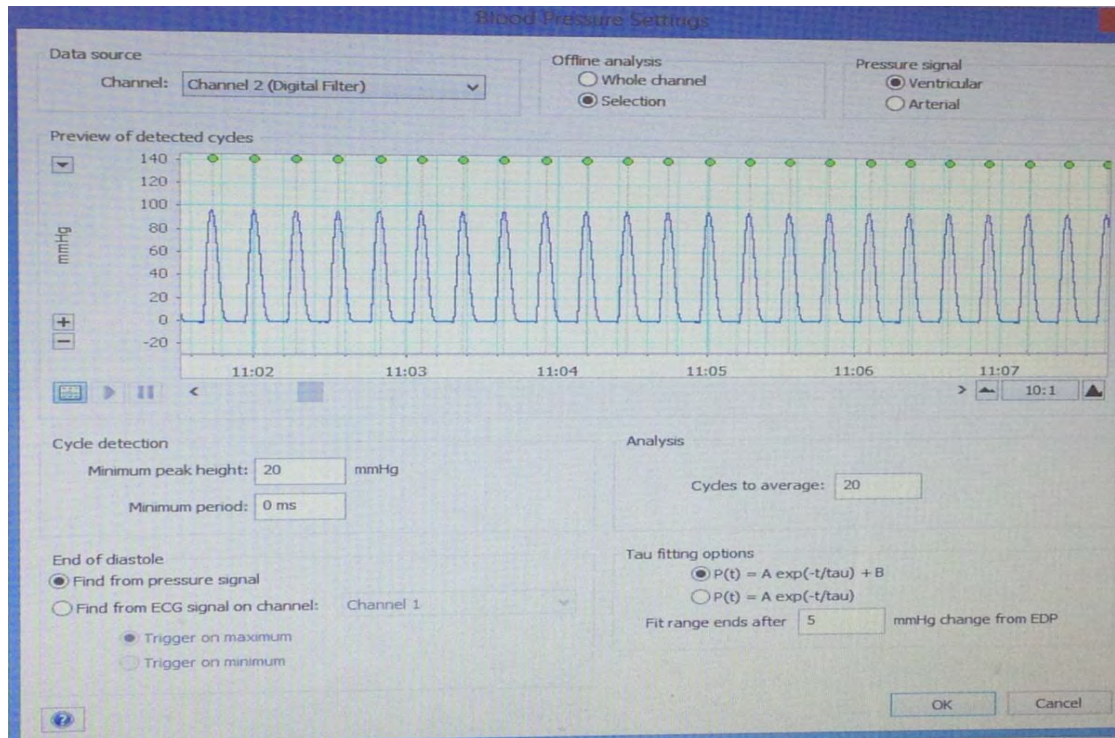 Blood Pressure Settings
Data source
Channel: Channel 2 (Digital Filter)
Offline analysis
Whole channel
Selection
Pressure signal
Ventricular
Arterial
Preview of detected cycles
140
120
100
80
60
40
20
0
-20
mmHg
11:02 11:03 11:04 11:05 11:06 11:07
10:1
Cycle detection
Minimum peak height: 20 mmHg
Minimum period: 0 ms
Analysis
Cycles to average: 20
End of diastole
Find from pressure signal
Find from ECG signal on channel: Channel 1
Trigger on maximum
Trigger on minimum
Tau fitting options
P(t) = A exp(-t/tau) + B
P(t) = A exp(-t/tau)
Fit range ends after 5 mmHg change from EDP
OK Cancel